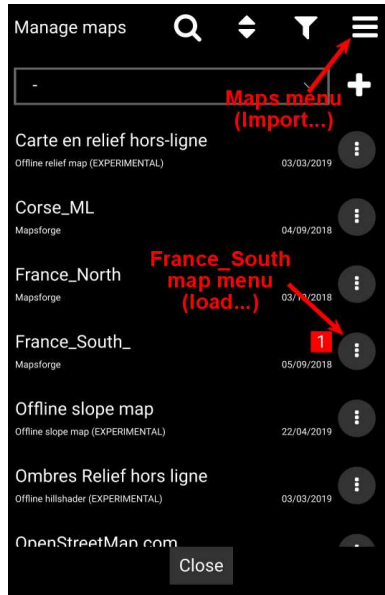 Manage maps
-
Maps menu
(Import...)
Carte en relief hors-ligne
Offline relief map (EXPERIMENTAL)
03/03/2019
Corse_ML
Mapsforge
04/09/2018
France_South
map menu
(load...)
France_North
Mapsforge
03/10/2018
France_South_
1
Mapsforge
05/09/2018
Offline slope map
Offline slope map (EXPERIMENTAL)
22/04/2019
Ombres Relief hors ligne
Offline hillshader (EXPERIMENTAL)
03/03/2019
OpenStreetMap.com
Close